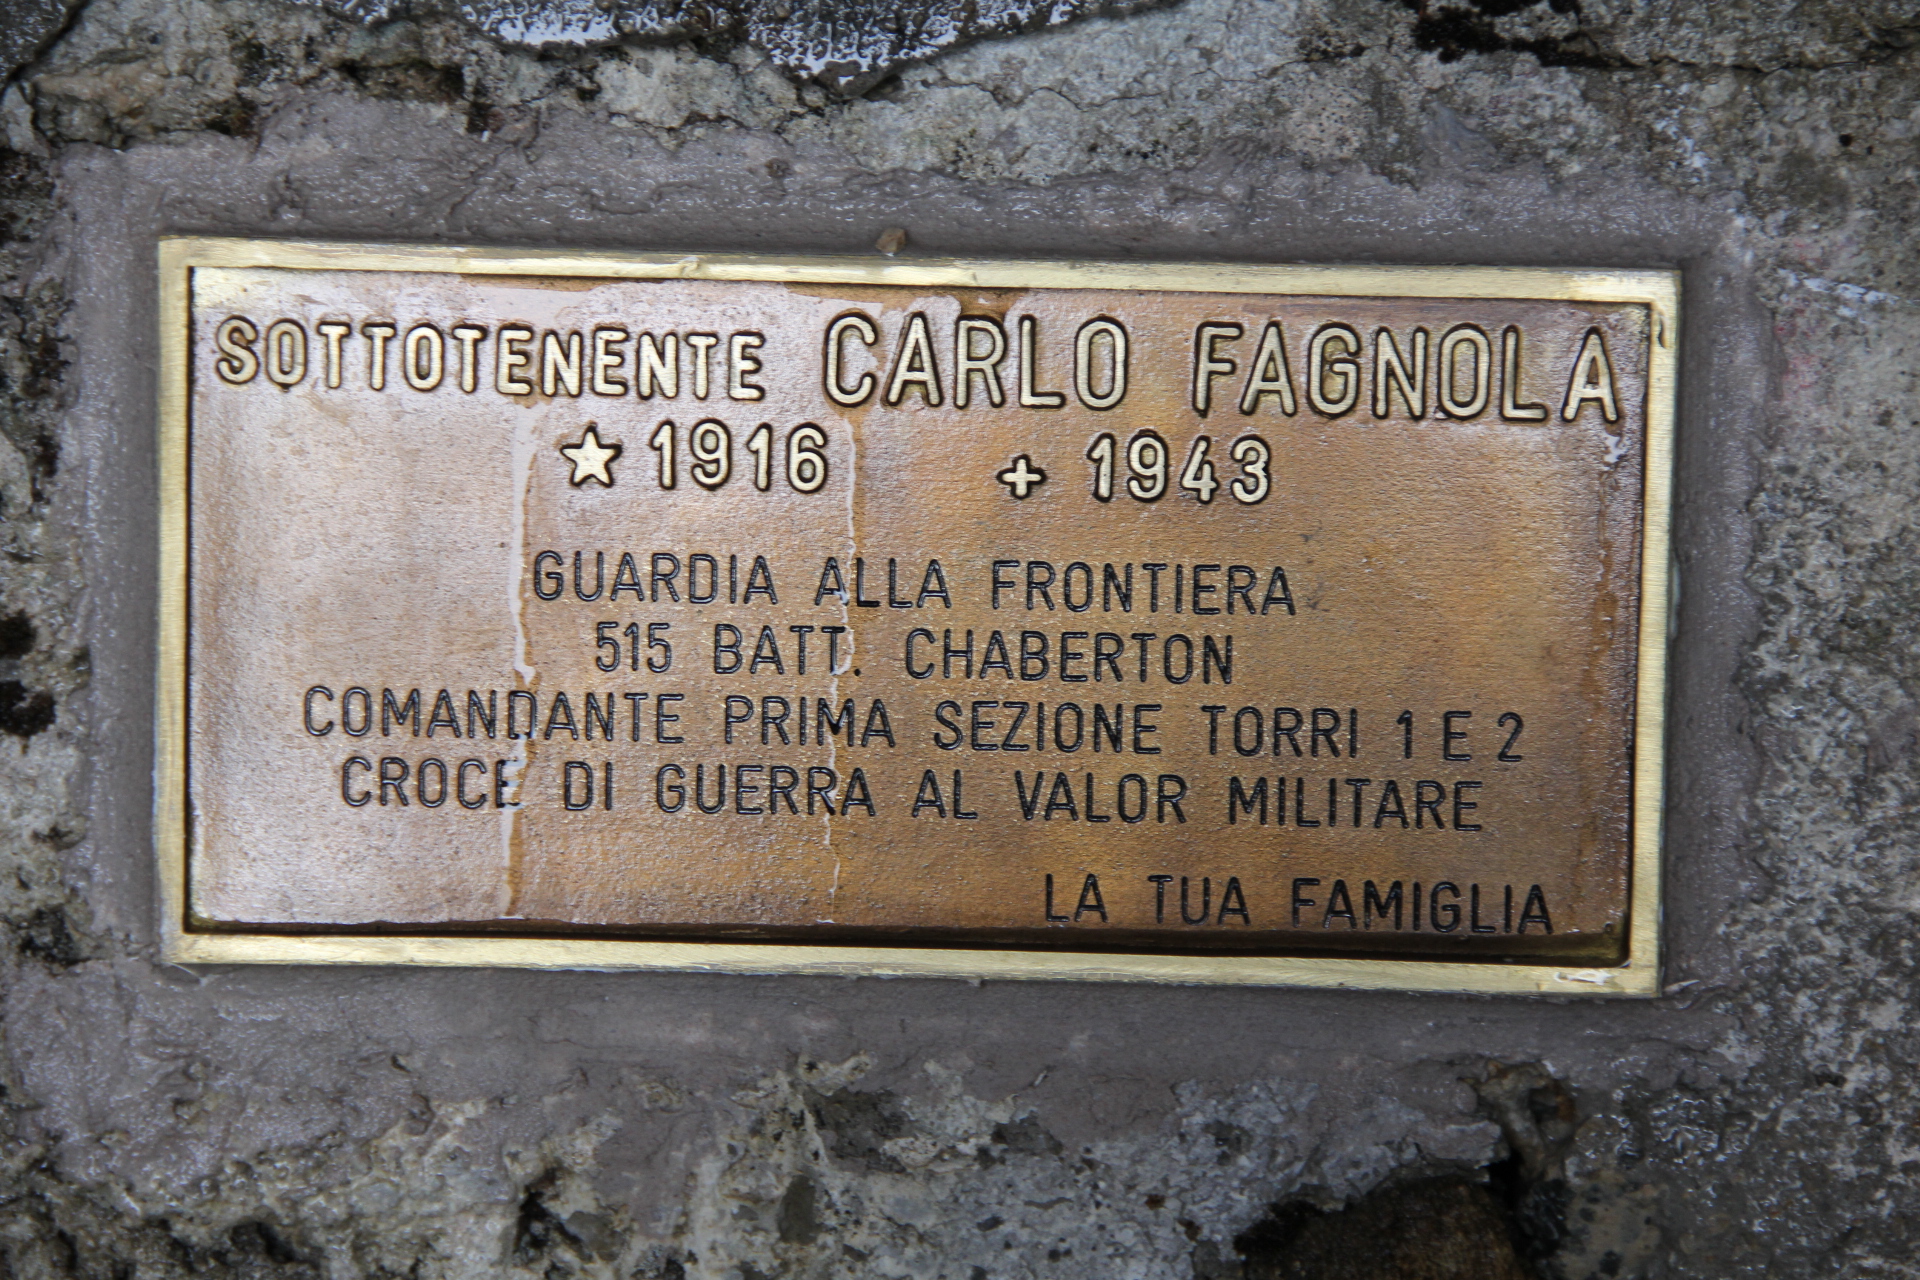 SOTTOTENENTE CARLO FAGNOLA
★ 1916 + 1943
GUARDIA ALLA FRONTIERA
515 BATT. CHABERTON
COMANDANTE PRIMA SEZIONE TORRI 1 E 2
CROCE DI GUERRA AL VALOR MILITARE
LA TUA FAMIGLIA